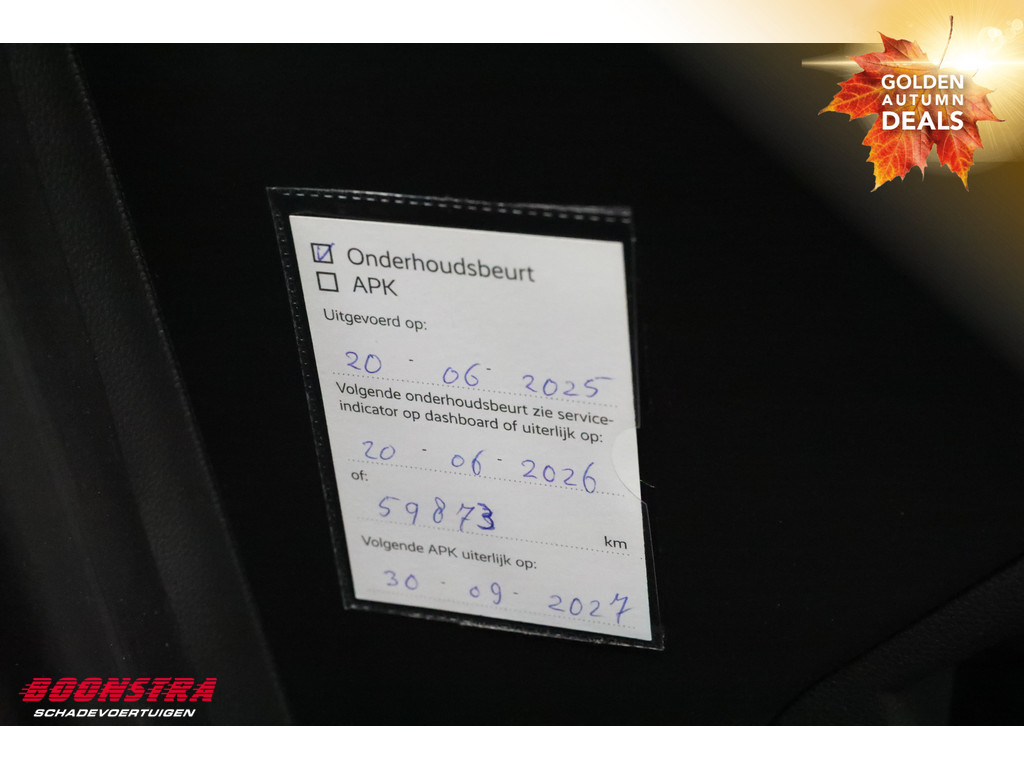 GOLDEN
AUTUMN
DEALS
Onderhoudsbeurt
APK
Uitgevoerd op:
20 - 06 - 2025
Volgende onderhoudsbeurt zie service-
indicator op dashboard of uiterlijk op:
20 - 06 - 2026
of:
59873
km
Volgende APK uiterlijk op:
30 - 09 - 2027
BOONSTRA
SCHADEVOERTUIGEN